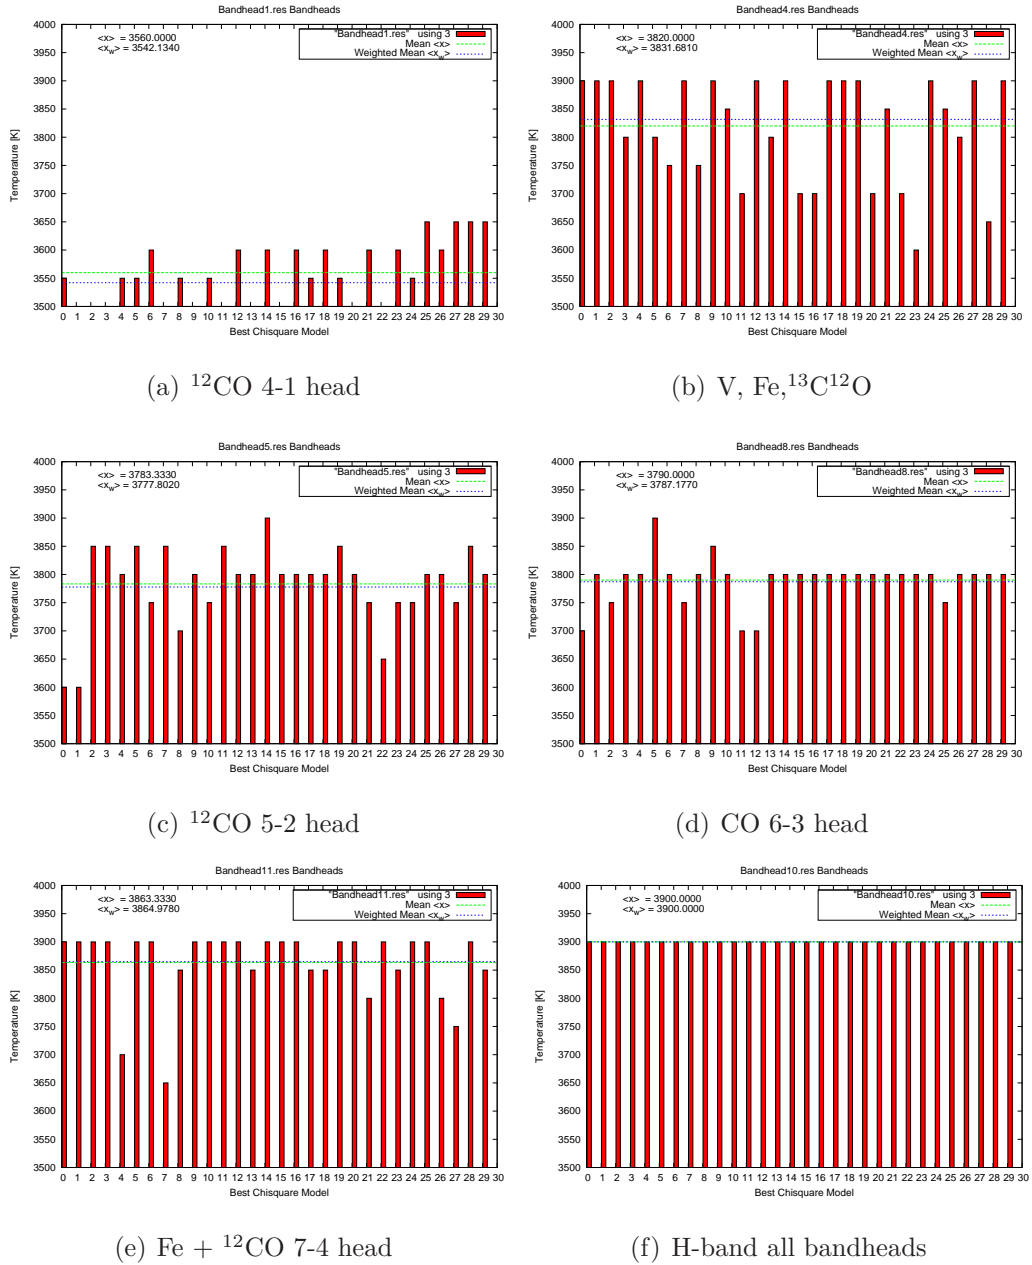 Bandhead1.res Bandheads
<x> = 3560.0000
<xw> = 3542.1340
"Bandhead1.res" using 3
Mean <x>
Weighted Mean <xw>
Temperature [K]
4000
3950
3900
3850
3800
3750
3700
3650
3600
3550
3500
0 1 2 3 4 5 6 7 8 9 10 11 12 13 14 15 16 17 18 19 20 21 22 23 24 25 26 27 28 29 30
Best Chisquare Model
(a) 12CO 4-1 head
Bandhead4.res Bandheads
<x> = 3820.0000
<xw> = 3831.6810
"Bandhead4.res" using 3
Mean <x>
Weighted Mean <xw>
Temperature [K]
4000
3950
3900
3850
3800
3750
3700
3650
3600
3550
3500
0 1 2 3 4 5 6 7 8 9 10 11 12 13 14 15 16 17 18 19 20 21 22 23 24 25 26 27 28 29 30
Best Chisquare Model
(b) V, Fe,13C12O
Bandhead5.res Bandheads
<x> = 3783.3330
<xw> = 3777.8020
"Bandhead5.res" using 3
Mean <x>
Weighted Mean <xw>
Temperature [K]
4000
3950
3900
3850
3800
3750
3700
3650
3600
3550
3500
0 1 2 3 4 5 6 7 8 9 10 11 12 13 14 15 16 17 18 19 20 21 22 23 24 25 26 27 28 29 30
Best Chisquare Model
(c) 12CO 5-2 head
Bandhead8.res Bandheads
<x> = 3790.0000
<xw> = 3787.1770
"Bandhead8.res" using 3
Mean <x>
Weighted Mean <xw>
Temperature [K]
4000
3950
3900
3850
3800
3750
3700
3650
3600
3550
3500
0 1 2 3 4 5 6 7 8 9 10 11 12 13 14 15 16 17 18 19 20 21 22 23 24 25 26 27 28 29 30
Best Chisquare Model
(d) CO 6-3 head
Bandhead11.res Bandheads
<x> = 3863.3330
<xw> = 3864.9780
"Bandhead11.res" using 3
Mean <x>
Weighted Mean <xw>
Temperature [K]
4000
3950
3900
3850
3800
3750
3700
3650
3600
3550
3500
0 1 2 3 4 5 6 7 8 9 10 11 12 13 14 15 16 17 18 19 20 21 22 23 24 25 26 27 28 29 30
Best Chisquare Model
(e) Fe + 12CO 7-4 head
Bandhead10.res Bandheads
<x> = 3900.0000
<xw> = 3900.0000
"Bandhead10.res" using 3
Mean <x>
Weighted Mean <xw>
Temperature [K]
4000
3950
3900
3850
3800
3750
3700
3650
3600
3550
3500
0 1 2 3 4 5 6 7 8 9 10 11 12 13 14 15 16 17 18 19 20 21 22 23 24 25 26 27 28 29 30
Best Chisquare Model
(f) H-band all bandheads